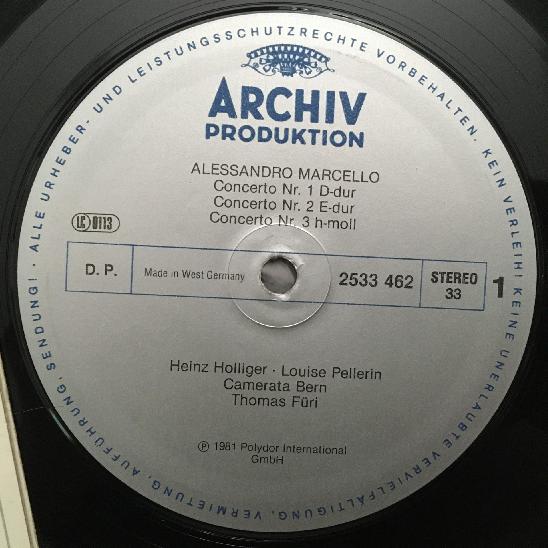 ALLE URHEBER- UND LEISTUNGSSCHUTZRECHTE VORBEHALTEN. KEIN VERLEIH! KEINE UNERLAUBTE VERVIELFÄLTIGUNG, VERMIETUNG, AUFFÜHRUNG, SENDUNG!
ARCHIV
PRODUKTION
ALESSANDRO MARCELLO
Concerto Nr. 1 D-dur
Concerto Nr. 2 E-dur
Concerto Nr. 3 h-moll
LC 0113
D. P. Made in West Germany 2533 462 STEREO 33 1
Heinz Holliger · Louise Pellerin
Camerata Bern
Thomas Füri
℗ 1981 Polydor International
GmbH